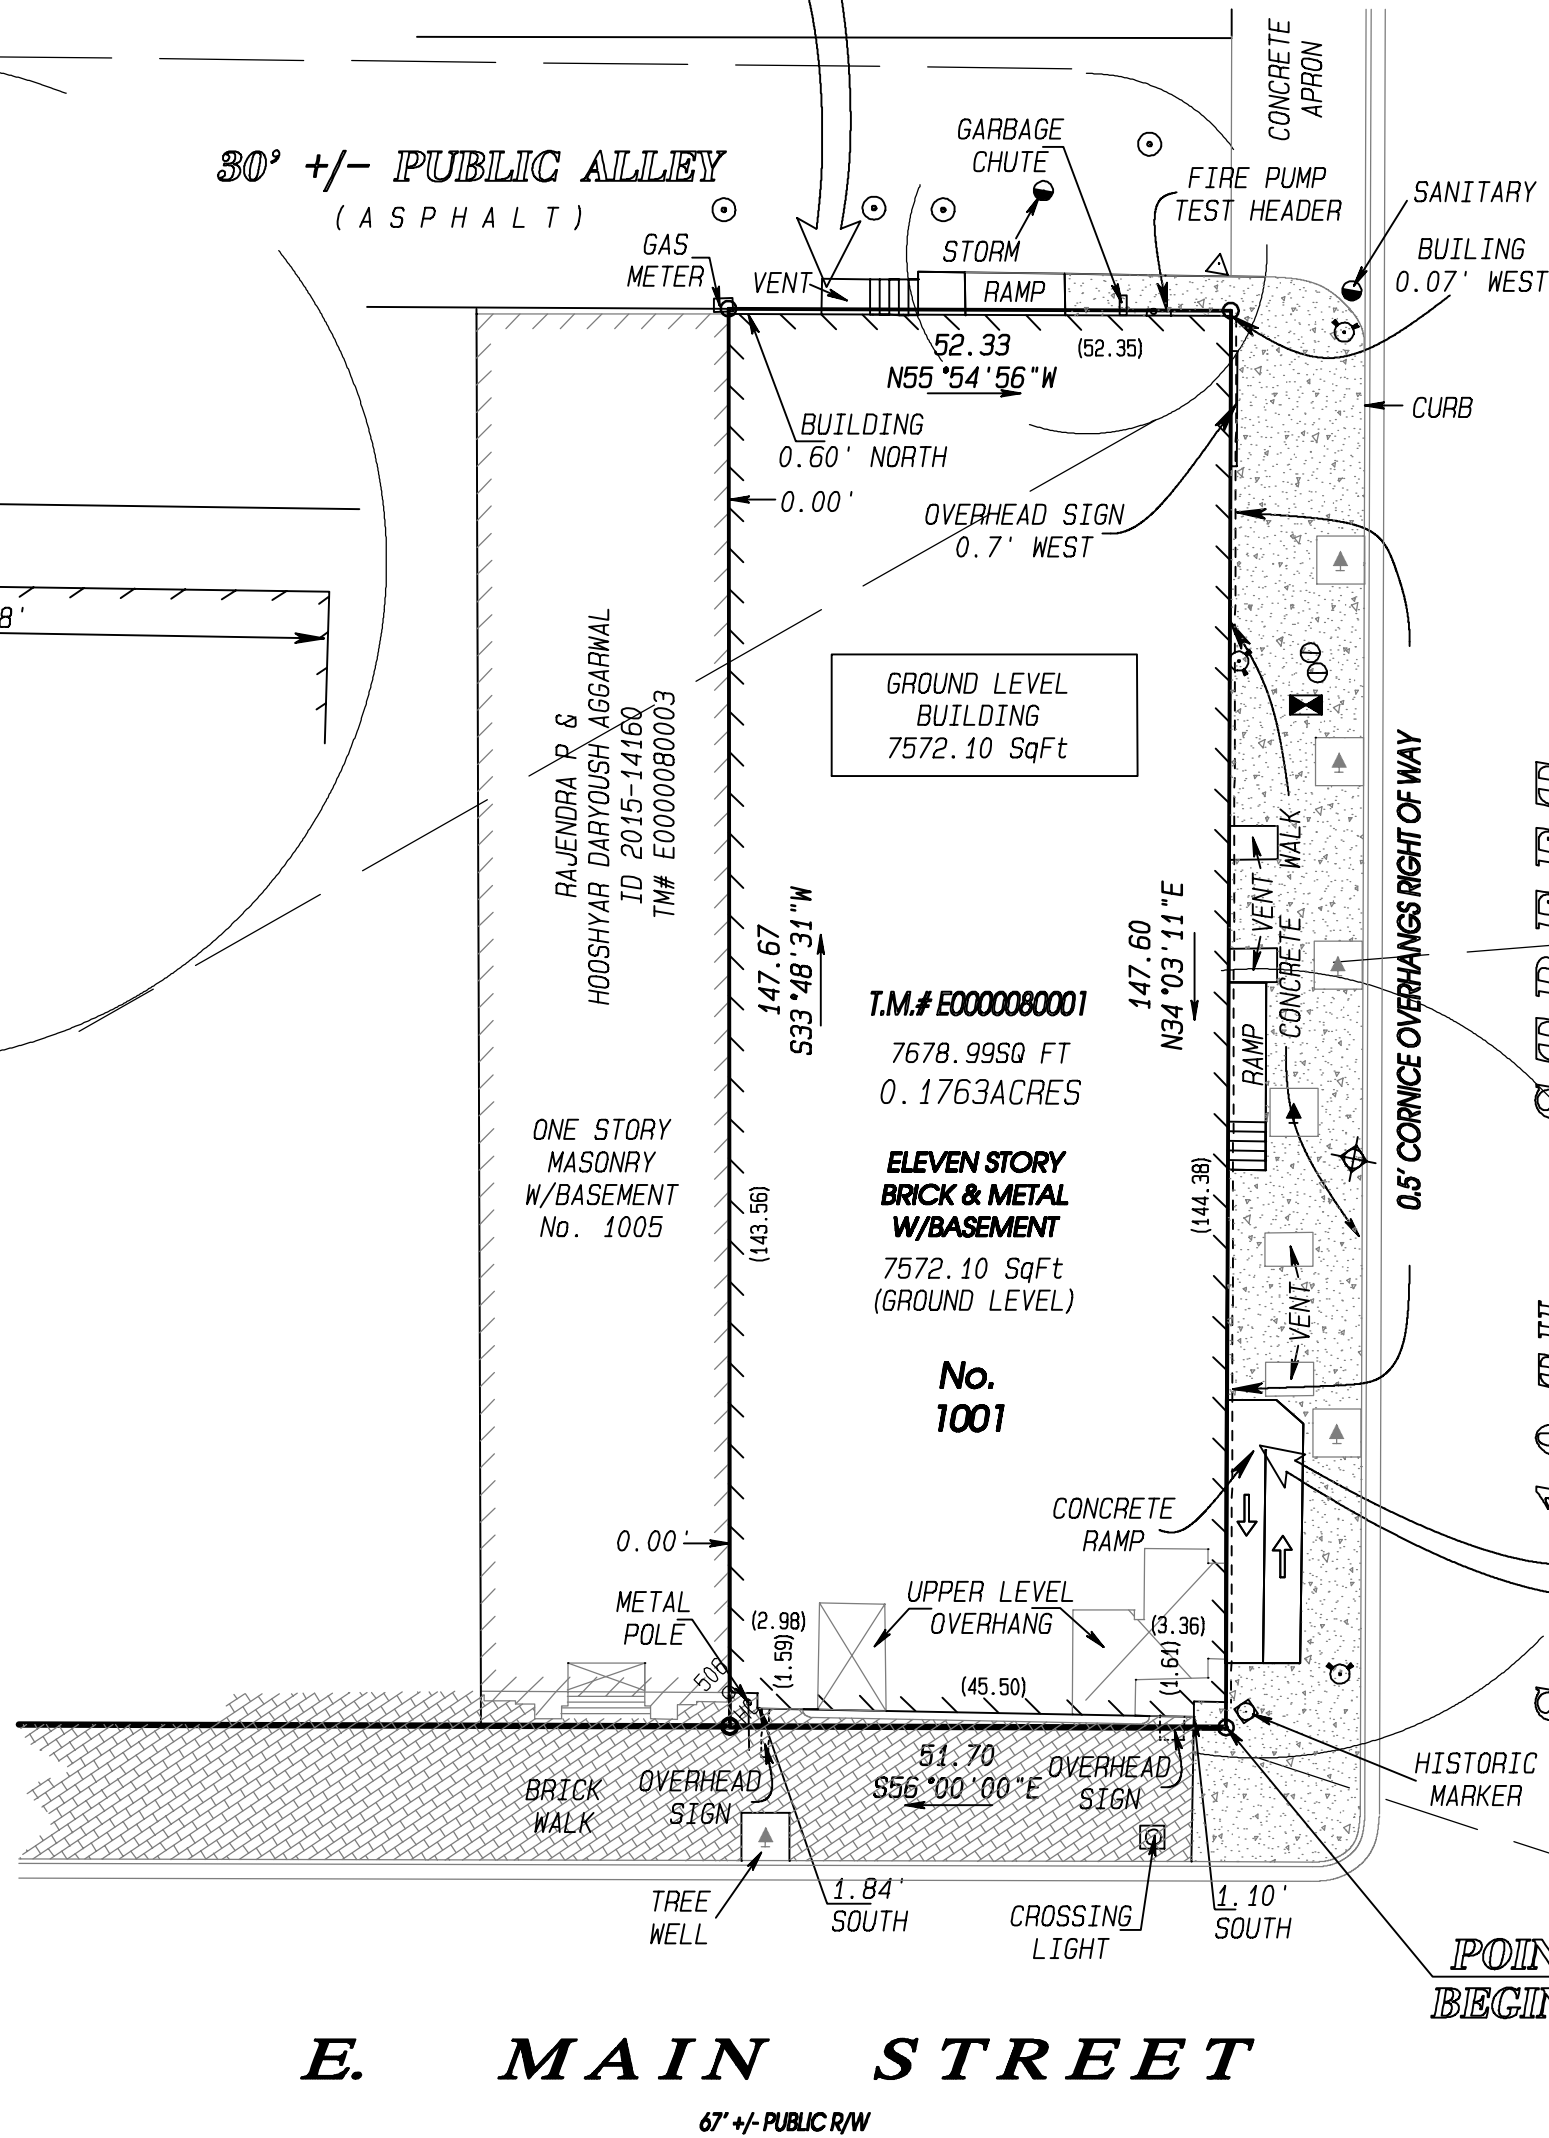 CONCRETE
APRON
30' +/- PUBLIC ALLEY
(ASPHALT)
GARBAGE
CHUTE
FIRE PUMP
TEST HEADER
SANITARY
BUILING
0.07' WEST
GAS
METER
VENT
STORM
RAMP
52.33
(52.35)
N55°54'56"W
CURB
BUILDING
0.60' NORTH
0.00'
OVERHEAD SIGN
0.7' WEST
8'
GROUND LEVEL
BUILDING
7572.10 SqFt
RAJENDRA P &
HOOSHYAR DARYOUSH AGGARWAL
ID 2015-14160
TM# E0000080003
147.67
S33°48'31"W
147.60
N34°03'11"E
VENT
CONCRETE WALK
0.5' CORNICE OVERHANGS RIGHT OF WAY
T.M.# E0000080001
7678.99SQ FT
0.1763ACRES
RAMP
ONE STORY
MASONRY
W/BASEMENT
No. 1005
ELEVEN STORY
BRICK & METAL
W/BASEMENT
7572.10 SqFt
(GROUND LEVEL)
(143.56)
(144.38)
VENT
No.
1001
CONCRETE
RAMP
0.00'
METAL
POLE
(2.98)
(1.59)
UPPER LEVEL
OVERHANG
(3.36)
(1.61)
(45.50)
506
51.70
S56°00'00"E
BRICK
WALK
OVERHEAD
SIGN
OVERHEAD
SIGN
HISTORIC
MARKER
TREE
WELL
1.84'
SOUTH
CROSSING
LIGHT
1.10'
SOUTH
POIN
BEGIN
E. MAIN STREET
67' +/- PUBLIC R/W